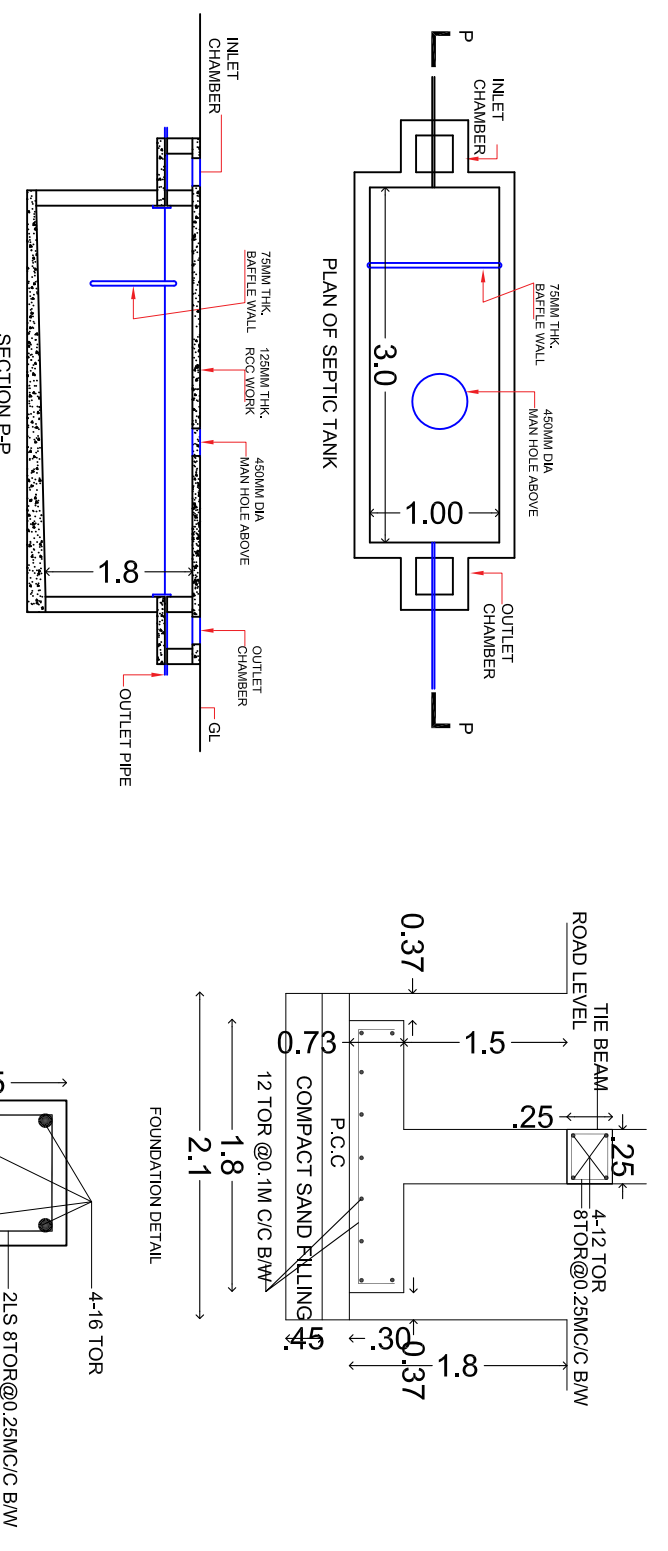 P
INLET
CHAMBER
75MM THK.
BAFFLE WALL
450MM DIA
MAN HOLE ABOVE
3.0
1.00
OUTLET
CHAMBER
P
PLAN OF SEPTIC TANK
INLET
CHAMBER
75MM THK.
BAFFLE WALL
125MM THK.
RCC WORK
450MM DIA
MAN HOLE ABOVE
OUTLET
CHAMBER
GL
1.8
OUTLET PIPE
SECTION P-P
ROAD LEVEL
TIE BEAM
.25
.25
4-12 TOR
8TOR@0.25MC/C B/W
0.37
1.5
0.73
P.C.C
COMPACT SAND FILLING
12 TOR @0.1M C/C B/W
.45
.30
0.37
1.8
1.8
2.1
FOUNDATION DETAIL
4-16 TOR
2LS 8TOR@0.25MC/C B/W